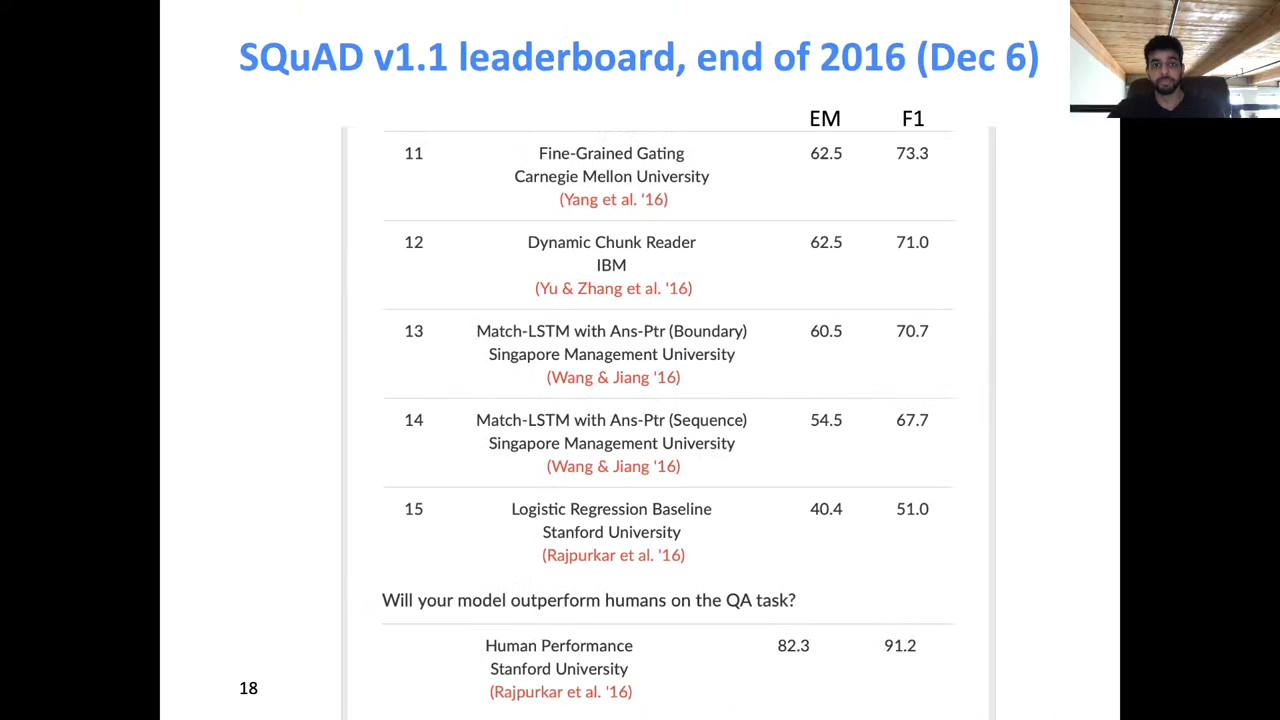 SQuAD v1.1 leaderboard, end of 2016 (Dec 6)
EM F1
11 Fine-Grained Gating 62.5 73.3
Carnegie Mellon University
(Yang et al. '16)
12 Dynamic Chunk Reader 62.5 71.0
IBM
(Yu & Zhang et al. '16)
13 Match-LSTM with Ans-Ptr (Boundary) 60.5 70.7
Singapore Management University
(Wang & Jiang '16)
14 Match-LSTM with Ans-Ptr (Sequence) 54.5 67.7
Singapore Management University
(Wang & Jiang '16)
15 Logistic Regression Baseline 40.4 51.0
Stanford University
(Rajpurkar et al. '16)
Will your model outperform humans on the QA task?
Human Performance 82.3 91.2
Stanford University
(Rajpurkar et al. '16)
18